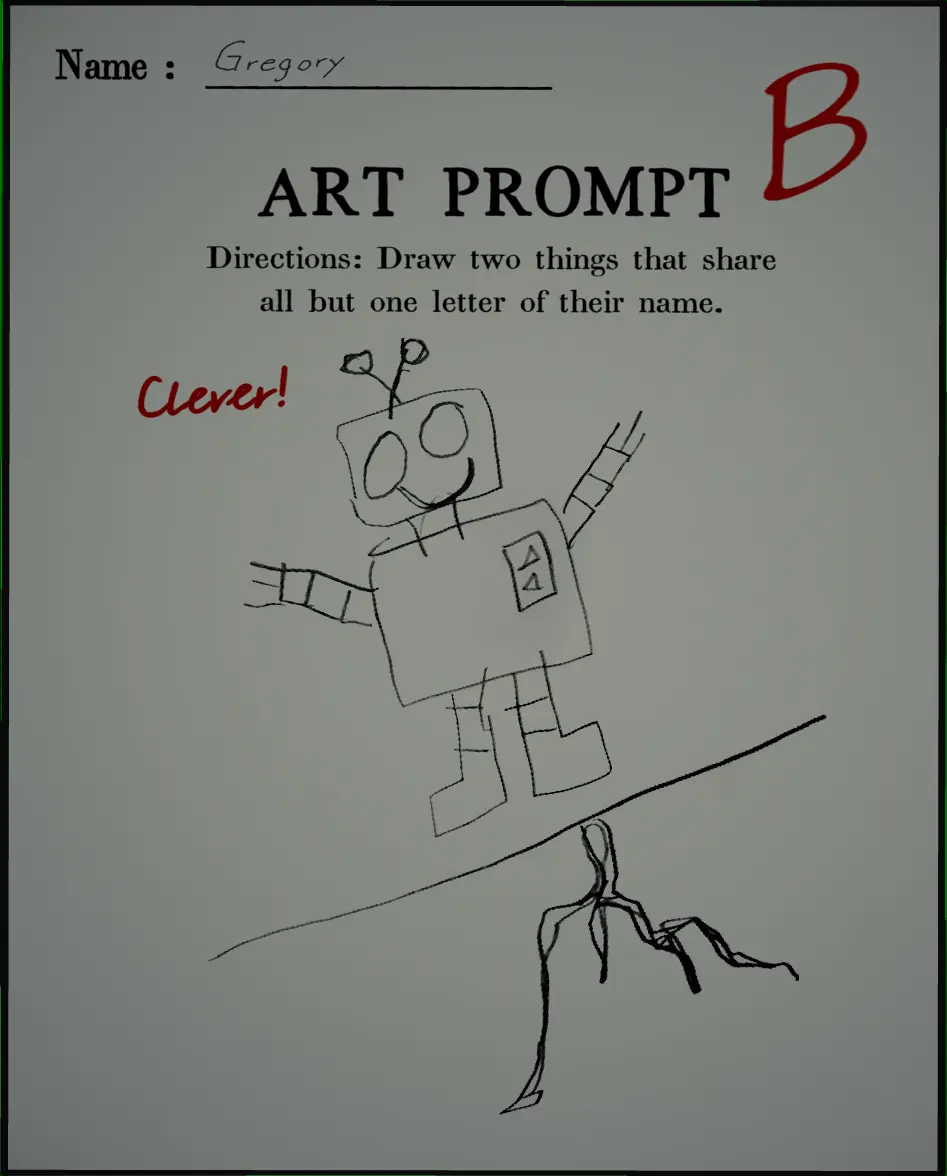 Name : Gregory
B
ART PROMPT
Directions: Draw two things that share
all but one letter of their name.
Clever!